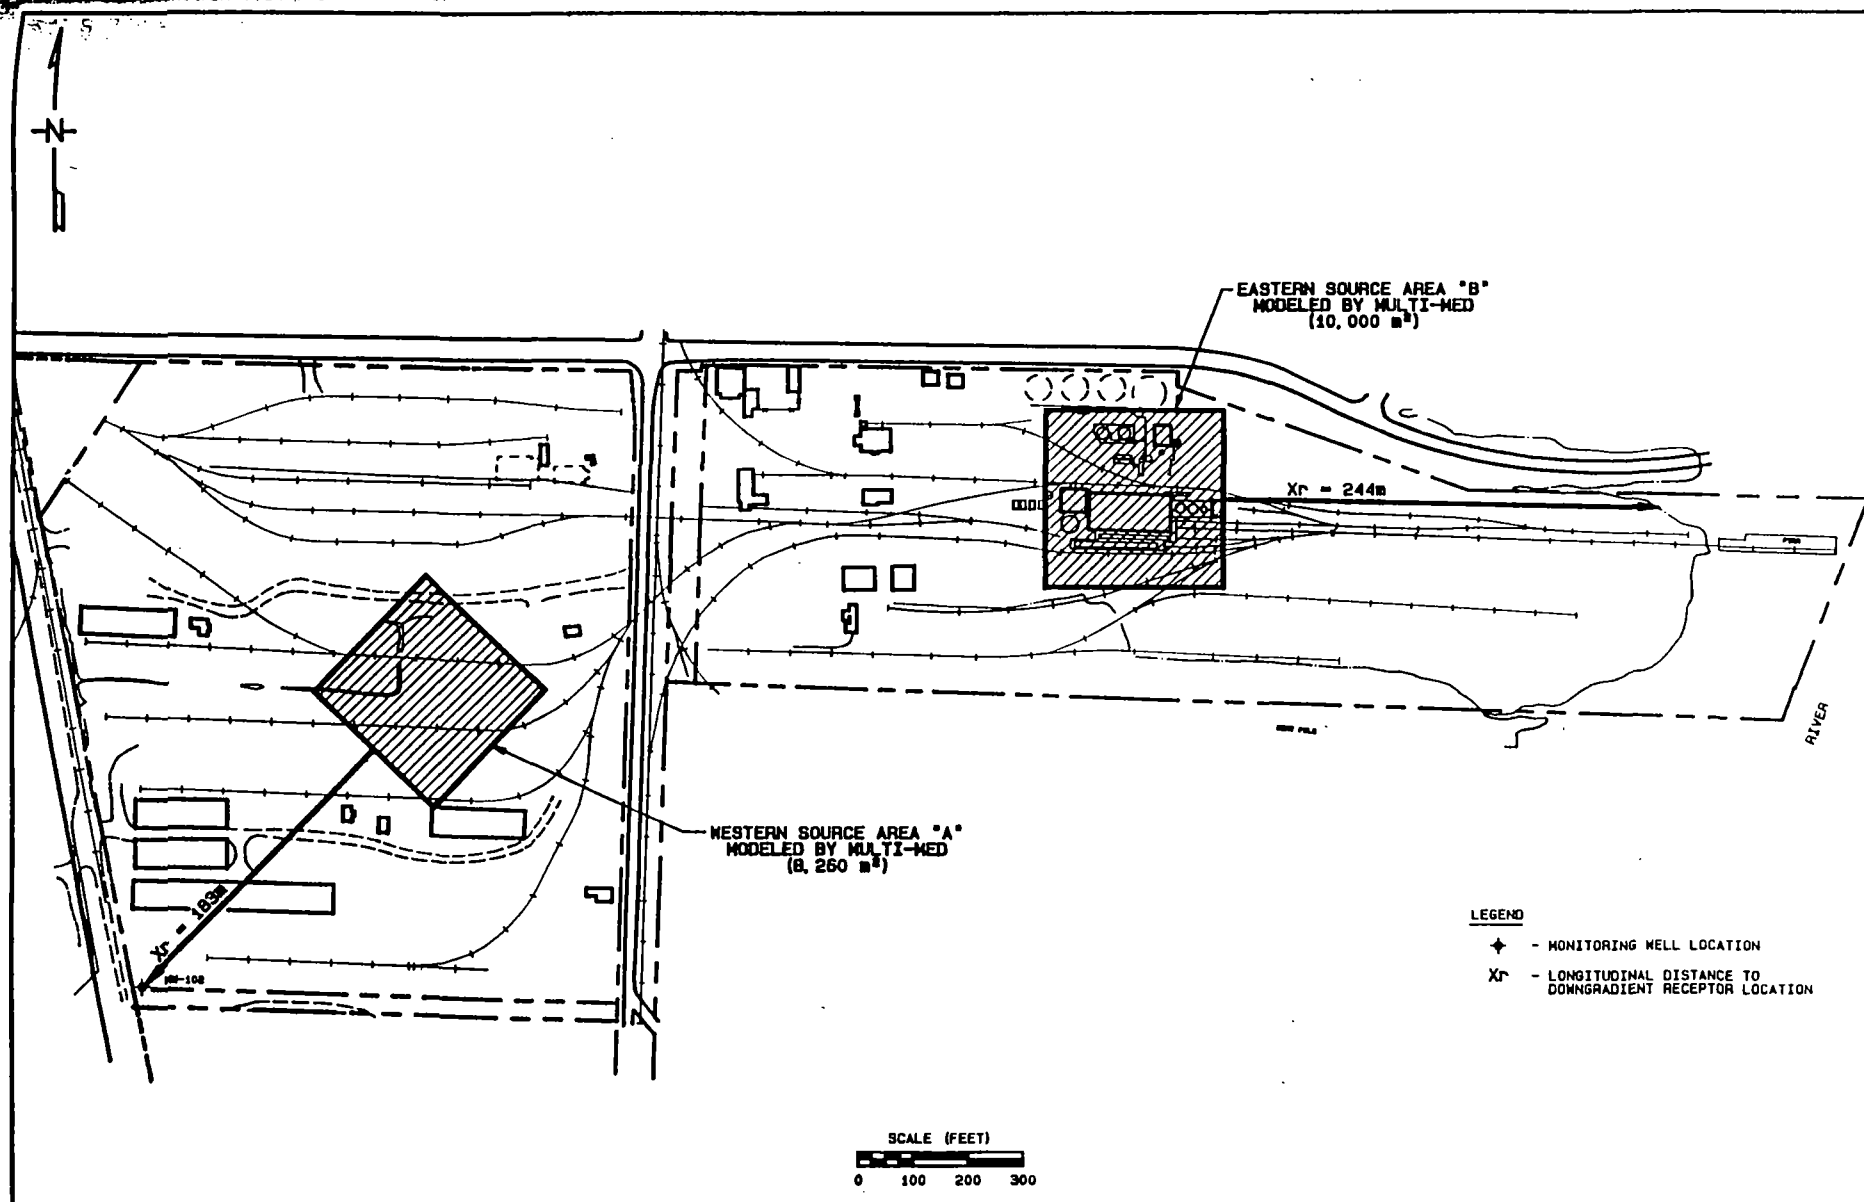 N
EASTERN SOURCE AREA "B"
MODELED BY MULTI-MED
(10,000 m²)
Xr = 244m
RIVER
WESTERN SOURCE AREA "A"
MODELED BY MULTI-MED
(8,260 m²)
Xr = 183m
MW-102
LEGEND
- MONITORING WELL LOCATION
Xr - LONGITUDINAL DISTANCE TO
DOWNGRADIENT RECEPTOR LOCATION
SCALE (FEET)
0 100 200 300